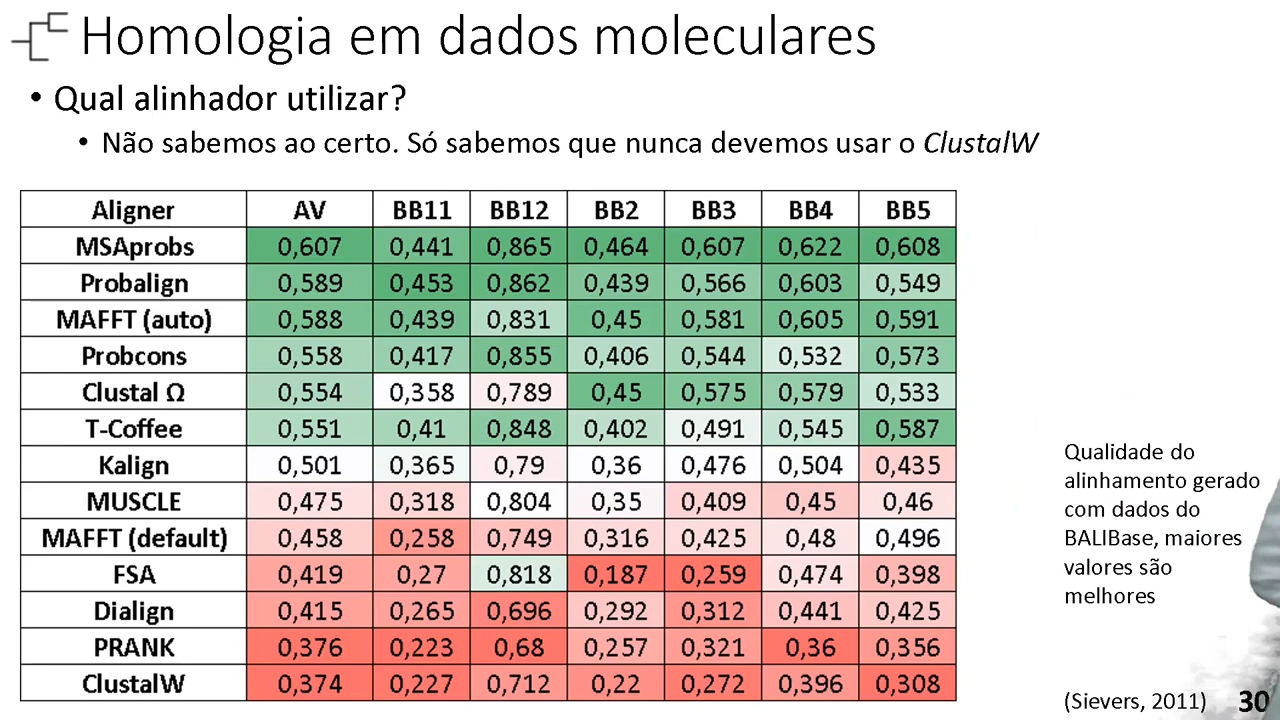 Homologia em dados moleculares
• Qual alinhador utilizar?
• Não sabemos ao certo. Só sabemos que nunca devemos usar o ClustalW
Aligner AV BB11 BB12 BB2 BB3 BB4 BB5
MSAprobs 0,607 0,441 0,865 0,464 0,607 0,622 0,608
Probalign 0,589 0,453 0,862 0,439 0,566 0,603 0,549
MAFFT (auto) 0,588 0,439 0,831 0,45 0,581 0,605 0,591
Probcons 0,558 0,417 0,855 0,406 0,544 0,532 0,573
Clustal Ω 0,554 0,358 0,789 0,45 0,575 0,579 0,533
T-Coffee 0,551 0,41 0,848 0,402 0,491 0,545 0,587
Kalign 0,501 0,365 0,79 0,36 0,476 0,504 0,435
MUSCLE 0,475 0,318 0,804 0,35 0,409 0,45 0,46
MAFFT (default) 0,458 0,258 0,749 0,316 0,425 0,48 0,496
FSA 0,419 0,27 0,818 0,187 0,259 0,474 0,398
Dialign 0,415 0,265 0,696 0,292 0,312 0,441 0,425
PRANK 0,376 0,223 0,68 0,257 0,321 0,36 0,356
ClustalW 0,374 0,227 0,712 0,22 0,272 0,396 0,308
Qualidade do
alinhamento gerado
com dados do
BALIBase, maiores
valores são
melhores
(Sievers, 2011) 30